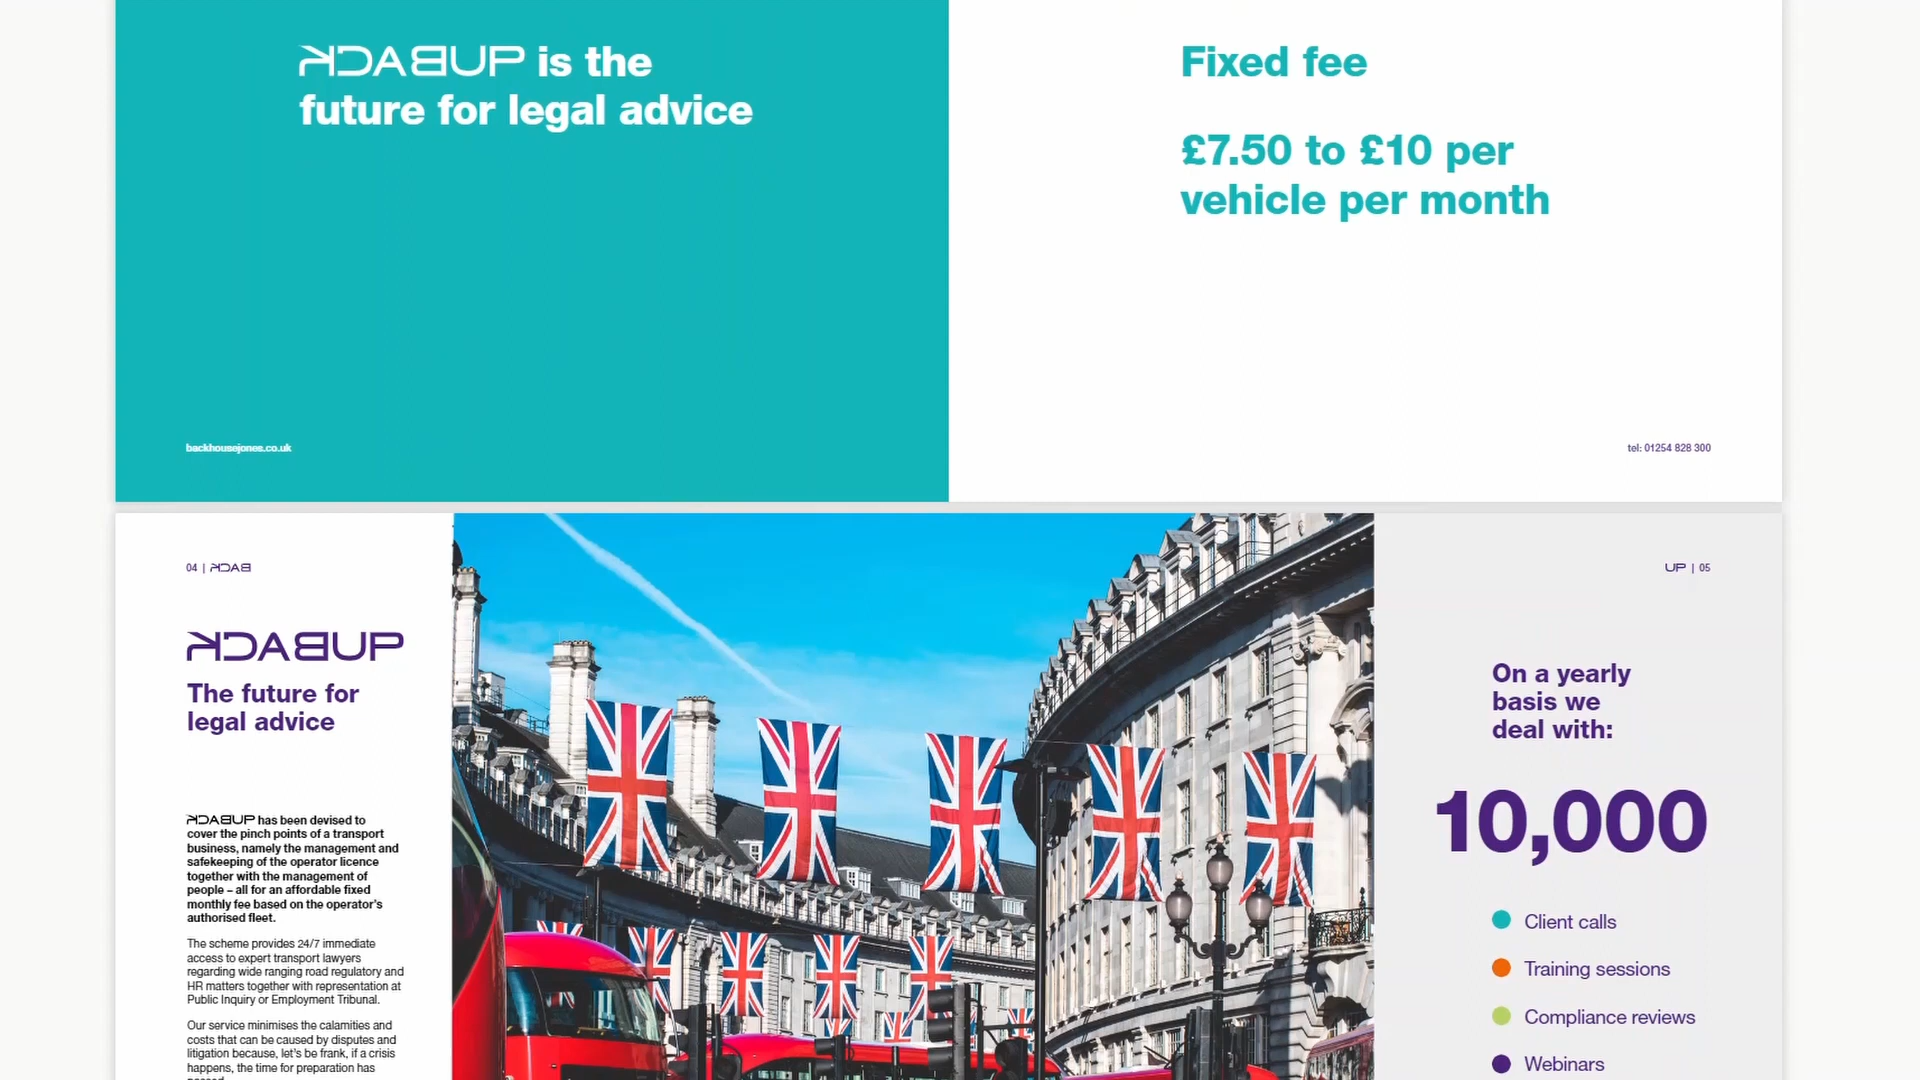 BACKUP is the
future for legal advice
Fixed fee
£7.50 to £10 per
vehicle per month
backhousejones.co.uk
tel: 01254 828 300
04 | BACK
UP | 05
BACKUP
The future for
legal advice
BACKUP has been devised to
cover the pinch points of a transport
business, namely the management and
safekeeping of the operator licence
together with the management of
people – all for an affordable fixed
monthly fee based on the operator's
authorised fleet.
The scheme provides 24/7 immediate
access to expert transport lawyers
regarding wide ranging road regulatory and
HR matters together with representation at
Public Inquiry or Employment Tribunal.
Our service minimises the calamities and
costs that can be caused by disputes and
litigation because, let's be frank, if a crisis
happens, the time for preparation has
On a yearly
basis we
deal with:
10,000
Client calls
Training sessions
Compliance reviews
Webinars